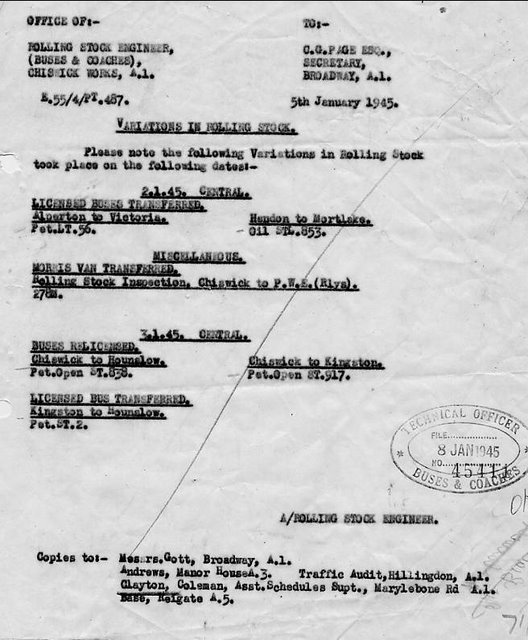 OFFICE OF:-
TO:-
ROLLING STOCK ENGINEER,
(BUSES & COACHES),
CHISWICK WORKS, A.1.
C.G.PAGE ESQ.,
SECRETARY,
BROADWAY, A.1.
E.55/4/PT.487.
5th January 1945.
VARIATIONS IN ROLLING STOCK.
Please note the following Variations in Rolling Stock
took place on the following dates:-
2.1.45. CENTRAL.
LICENSED BUSES TRANSFERRED.
Alperton to Victoria.
Hendon to Mortlake.
Pet.LT.56.
Oil STL.853.
MISCELLANEOUS.
MORRIS VAN TRANSFERRED.
Rolling Stock Inspection, Chiswick to P.W.E.(Rlys).
3.1.45. CENTRAL.
BUSES RELICENSED.
Chiswick to Hounslow.
Chiswick to Kingston.
Pet.Open ST.838.
Pet.Open ST.917.
LICENSED BUS TRANSFERRED.
Kingston to Hounslow.
Pet.ST.2.
TECHNICAL OFFICER
FILE
8 JAN 1945
NO.
BUSES & COACHES
A/ROLLING STOCK ENGINEER.
Copies to:- Messrs.Gott, Broadway, A.1.
Andrews, Manor HouseA.3. Traffic Audit,Hillingdon, A.1.
Clayton, Coleman, Asst.Schedules Supt., Marylebone Rd A.1.
Base, Reigate A.5.